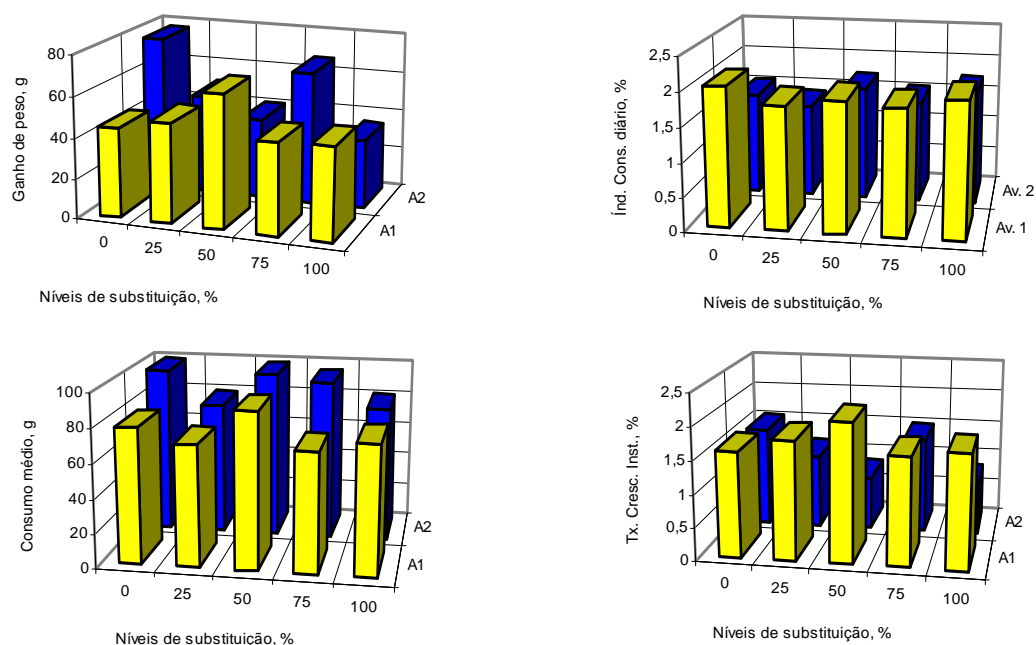 Ganho de peso, g
80
60
40
20
0
0
25
50
75
100
A2
A1
Níveis de substituição, %
Índ. Cons. diário, %
2,5
2
1,5
1
0,5
0
0
25
50
75
100
Av. 2
Av. 1
Níveis de substituição, %
Consumo médio, g
100
80
60
40
20
0
0
25
50
75
100
A2
A1
Níveis de substituição, %
Tx. Cresc. Inst., %
2,5
2
1,5
1
0,5
0
0
25
50
75
100
A2
A1
Níveis de substituição, %